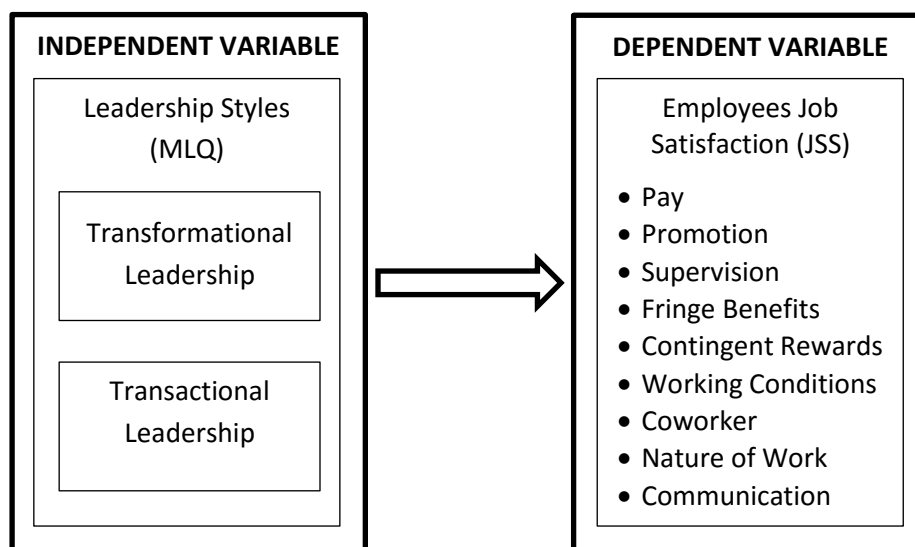 INDEPENDENT VARIABLE
Leadership Styles
(MLQ)
Transformational
Leadership
Transactional
Leadership
DEPENDENT VARIABLE
Employees Job
Satisfaction (JSS)
• Pay
• Promotion
• Supervision
• Fringe Benefits
• Contingent Rewards
• Working Conditions
• Coworker
• Nature of Work
• Communication